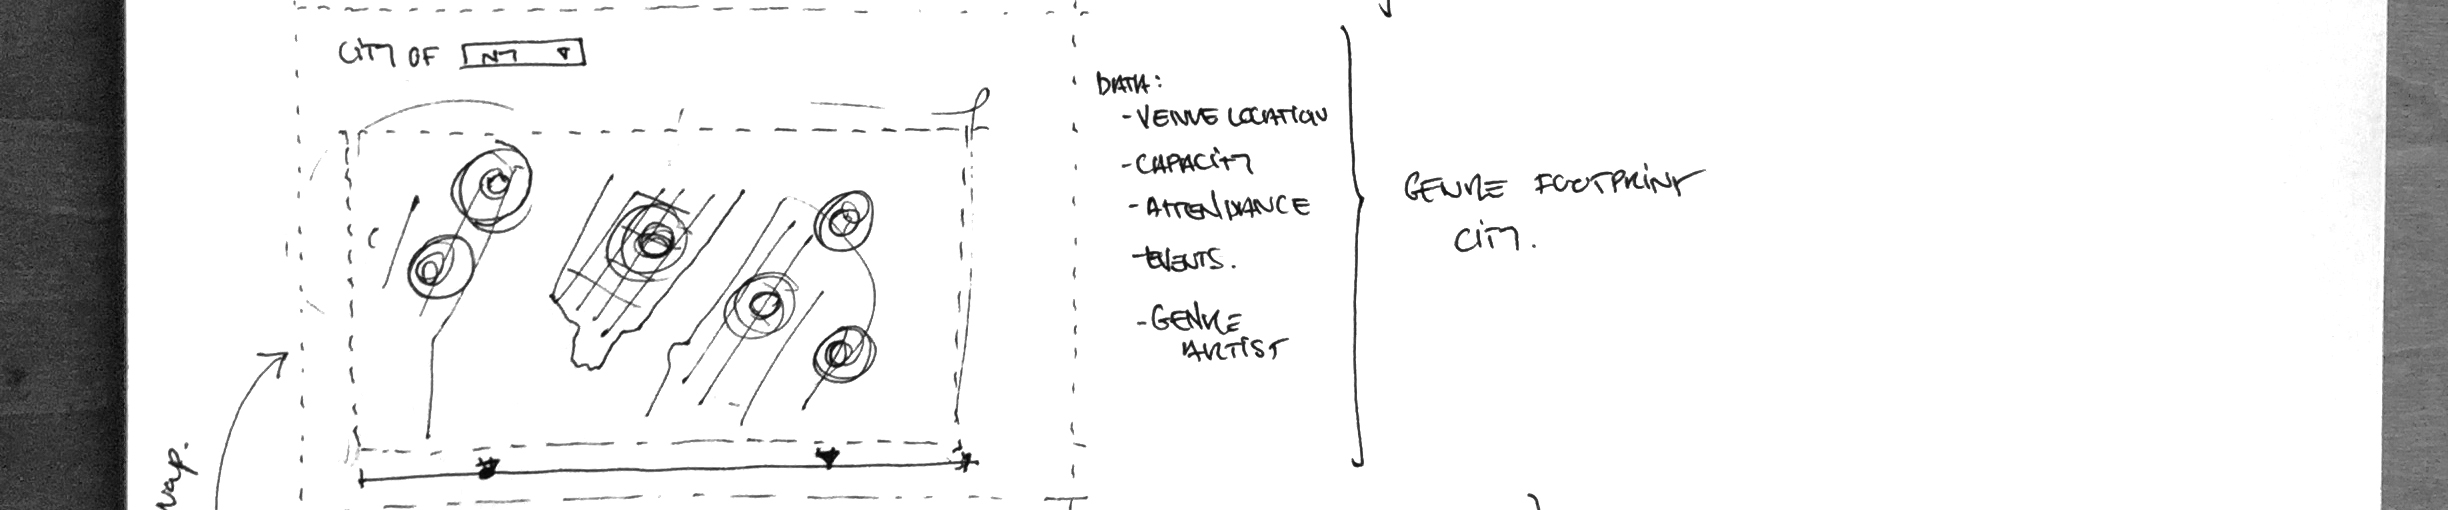 CITY OF NY
DATA:
- VENUE LOCATION
- CAPACITY
- ATTENDANCE
- EVENTS.
- GENRE
ARTIST
GENRE FOOTPRINT
CITY.
map.